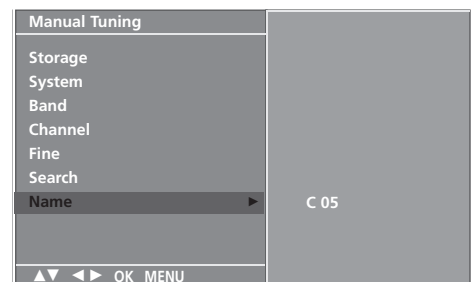 Manual Tuning
Storage
System
Band
Channel
Fine
Search
Name ► C 05
▲▼ ◄► OK MENU